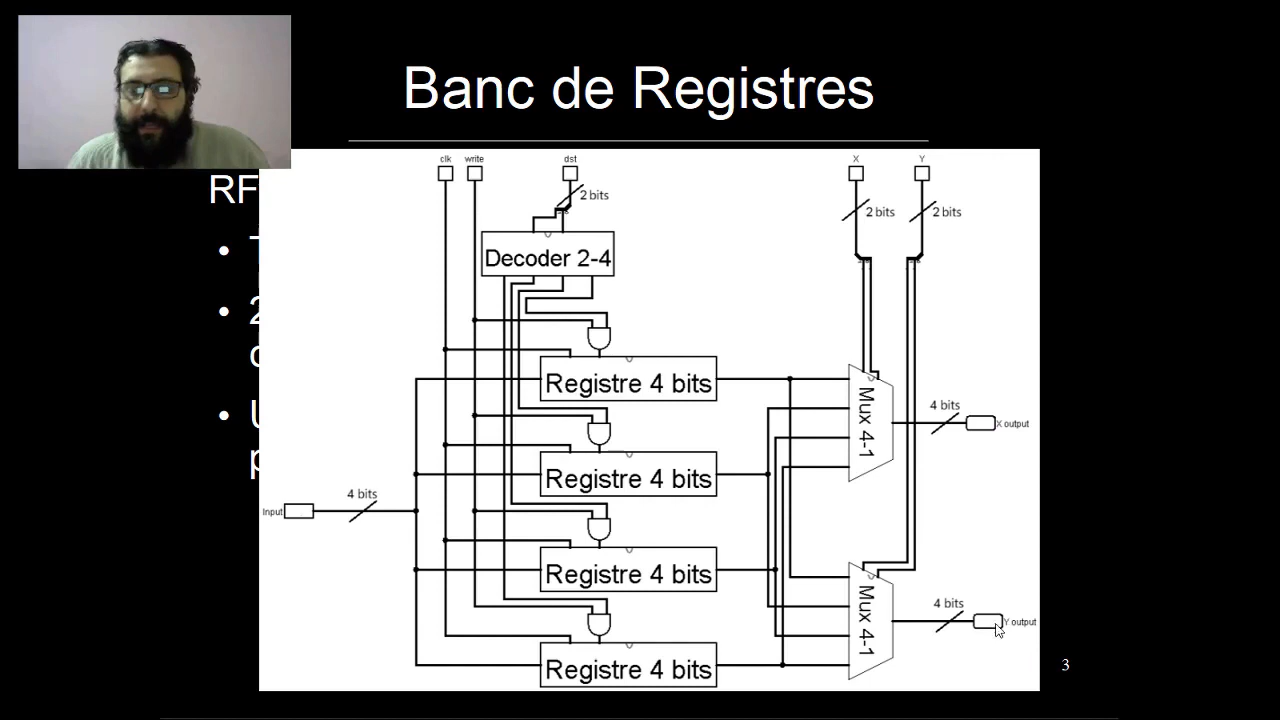 Banc de Registres
clk
write
dst
X
Y
RF
2 bits
2 bits
2 bits
Decoder 2-4
Registre 4 bits
Mux 4-1
4 bits
X output
Registre 4 bits
4 bits
Input
Registre 4 bits
Mux 4-1
4 bits
Y output
Registre 4 bits
3